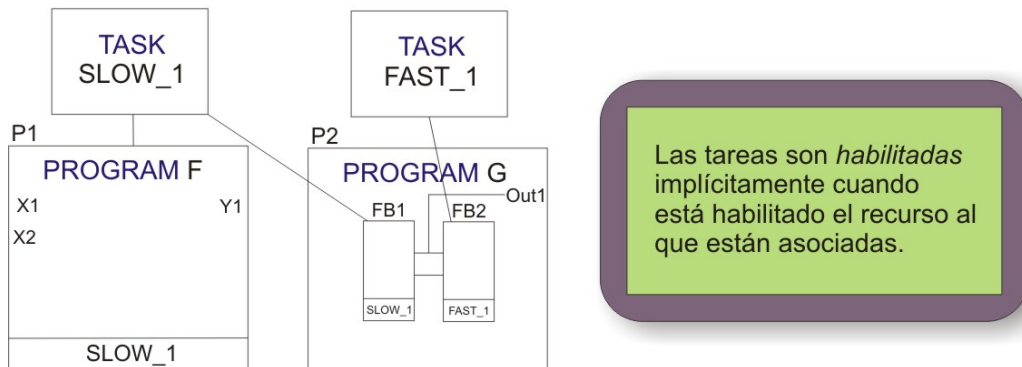 TASK
SLOW_1
TASK
FAST_1
P1
PROGRAM F
X1
Y1
X2
SLOW_1
P2
PROGRAM G
Out1
FB1
FB2
SLOW_1
FAST_1
Las tareas son habilitadas
implícitamente cuando
está habilitado el recurso al
que están asociadas.